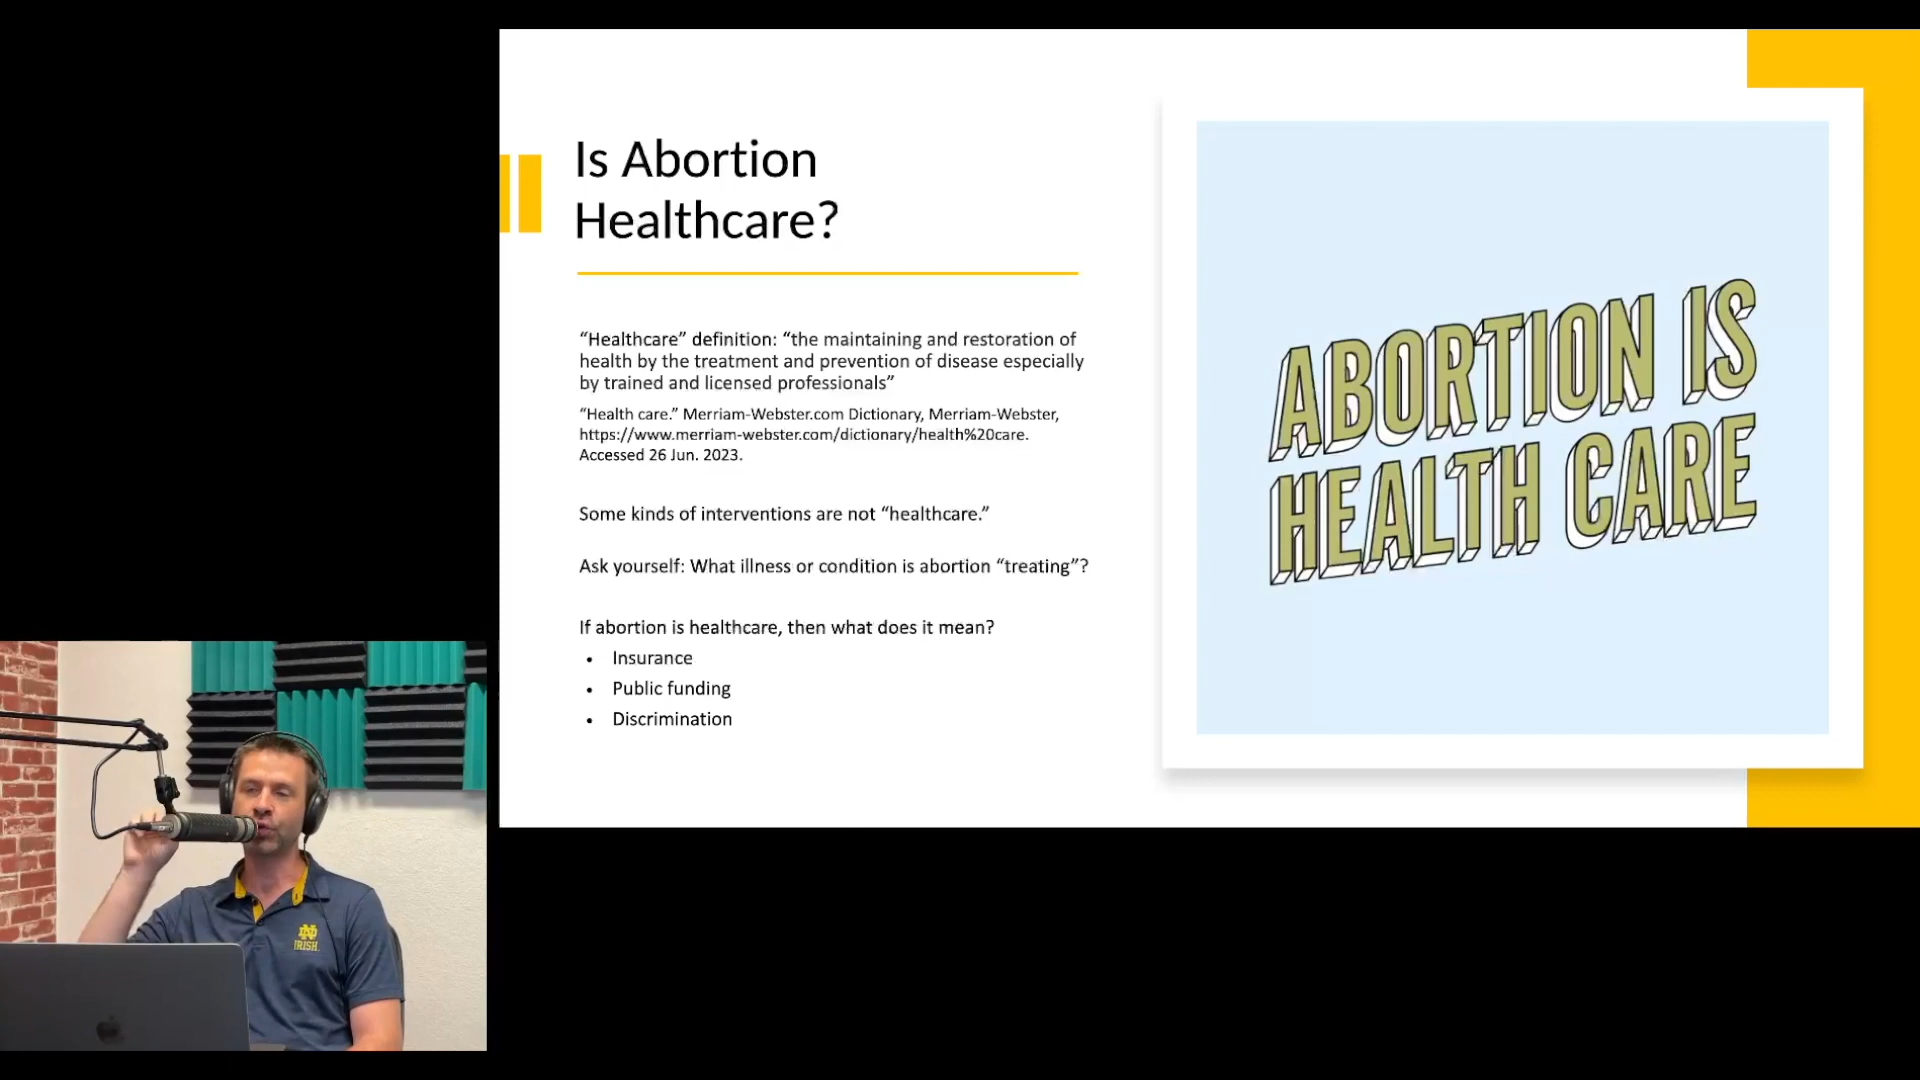 Is Abortion
Healthcare?
“Healthcare” definition: “the maintaining and restoration of
health by the treatment and prevention of disease especially
by trained and licensed professionals”
“Health care.” Merriam-Webster.com Dictionary, Merriam-Webster,
https://www.merriam-webster.com/dictionary/health%20care.
Accessed 26 Jun. 2023.
Some kinds of interventions are not “healthcare.”
Ask yourself: What illness or condition is abortion “treating”?
If abortion is healthcare, then what does it mean?
• Insurance
• Public funding
• Discrimination
ABORTION IS
HEALTH CARE
ND
IRISH